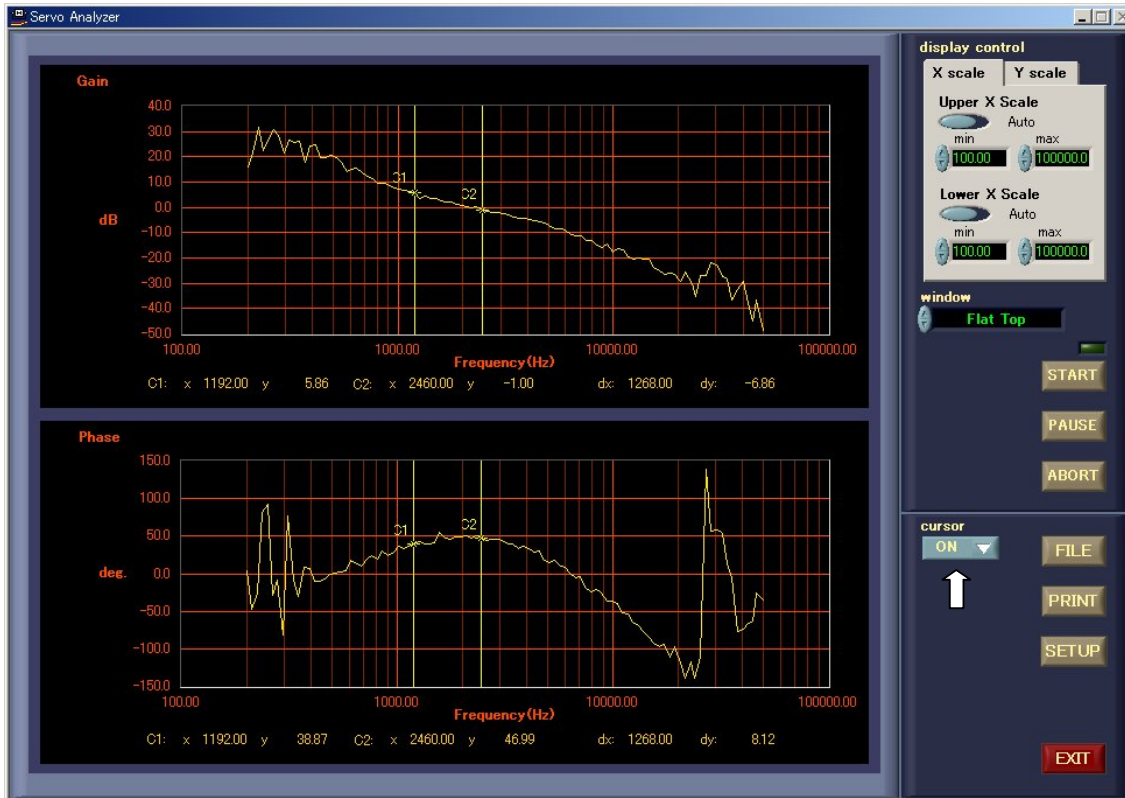 Servo Analyzer
Gain
40.0
30.0
20.0
10.0
0.0
-10.0
-20.0
-30.0
-40.0
-50.0
dB
C1
C2
100.00 1000.00 10000.00 100000.00
Frequency(Hz)
C1: x 1192.00 y 5.86 C2: x 2460.00 y -1.00 dx: 1268.00 dy: -6.86
Phase
150.0
100.0
50.0
0.0
-50.0
-100.0
-150.0
deg.
C1
C2
100.00 1000.00 10000.00 100000.00
Frequency(Hz)
C1: x 1192.00 y 38.87 C2: x 2460.00 y 46.99 dx: 1268.00 dy: 8.12
display control
X scale Y scale
Upper X Scale
Auto
min max
100.00 100000.0
Lower X Scale
Auto
min max
100.00 100000.0
window
Flat Top
START
PAUSE
ABORT
cursor
ON
FILE
PRINT
SETUP
EXIT